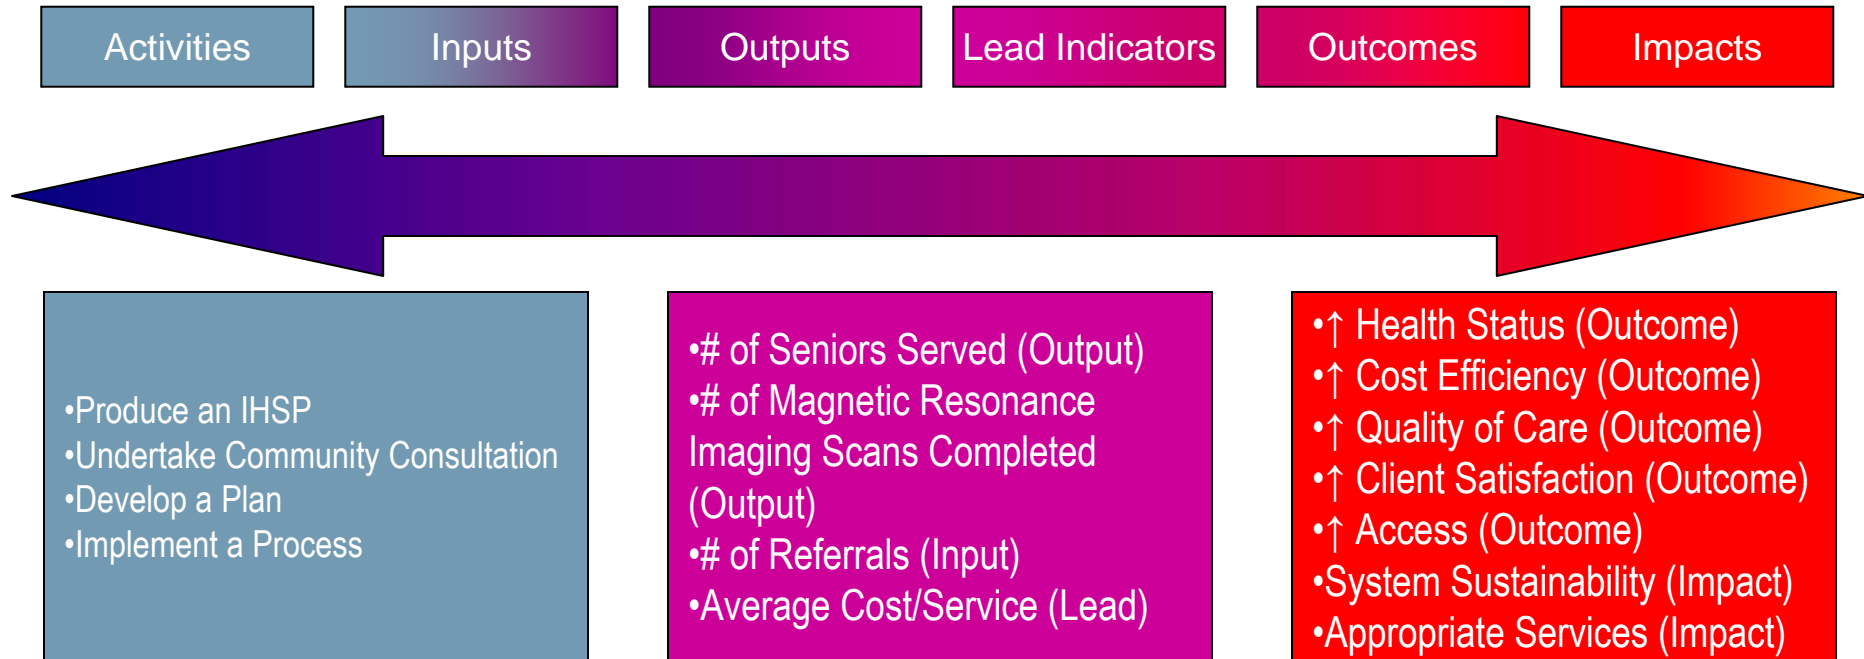 Activities
Inputs
Outputs
Lead Indicators
Outcomes
Impacts
•Produce an IHSP
•Undertake Community Consultation
•Develop a Plan
•Implement a Process
•# of Seniors Served (Output)
•# of Magnetic Resonance
Imaging Scans Completed
(Output)
•# of Referrals (Input)
•Average Cost/Service (Lead)
•↑ Health Status (Outcome)
•↑ Cost Efficiency (Outcome)
•↑ Quality of Care (Outcome)
•↑ Client Satisfaction (Outcome)
•↑ Access (Outcome)
•System Sustainability (Impact)
•Appropriate Services (Impact)